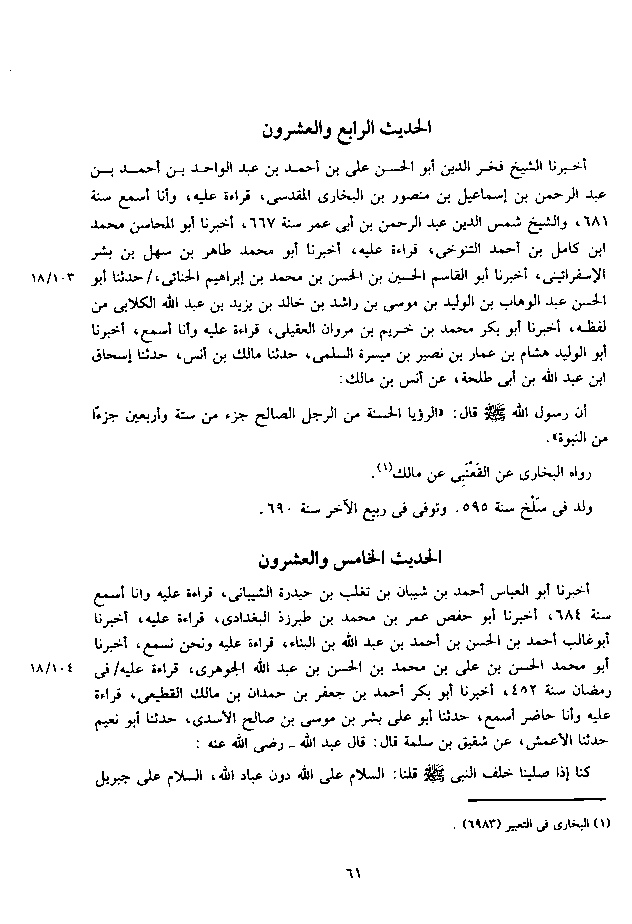 الحديث الرابع والعشرون
أخبرنا الشيخ فخر الدين أبو الحسن على بن أحمد بن عبد الواحد بن أحمد بن
عبد الرحمن بن إسماعيل بن منصور بن البخارى المقدسى، قراءة عليه، وأنا أسمع سنة
٦٨١، والشيخ شمس الدين عبد الرحمن بن أبى عمر سنة ٦٦٧، أخبرنا أبو المحاسن محمد
ابن كامل بن أحمد التنوخى، قراءة عليه، أخبرنا أبو محمد طاهر بن سهل بن بشر
الإسفرائينى، أخبرنا أبو القاسم الحسين بن الحسن بن محمد بن إبراهيم الحنائى،/ حدثنا أبو ١٨/١٠٣
الحسن عبد الوهاب بن الوليد بن موسى بن راشد بن خالد بن يزيد بن عبد الله الكلابى من
لفظه، أخبرنا أبو بكر محمد بن خريم بن مروان العقيلى، قراءة عليه وأنا أسمع، أخبرنا
أبو الوليد هشام بن عمار بن نصير بن ميسرة السلمى، حدثنا مالك بن أنس، حدثنا إسحاق
ابن عبد الله بن أبى طلحة، عن أنس بن مالك:
أن رسول الله ﷺ قال: «الرؤيا الحسنة من الرجل الصالح جزء من ستة وأربعين جزءًا
من النبوة».
رواه البخارى عن القَعْنَبِى عن مالك(١).
ولد فى سَلْخ سنة ٥٩٥. وتوفى فى ربيع الآخر سنة ٦٩٠.
الحديث الخامس والعشرون
أخبرنا أبو العباس أحمد بن شيبان بن تغلب بن حيدرة الشيبانى، قراءة عليه وانا أسمع
سنة ٦٨٤، أخبرنا أبو حفص عمر بن محمد بن طبرزد البغدادى، قراءة عليه، أخبرنا
أبوغالب أحمد بن الحسن بن أحمد بن عبد الله بن البناء، قراءة عليه ونحن نسمع، أخبرنا
أبو محمد الحسن بن على بن محمد بن الحسن بن عبد الله الجوهرى، قراءة عليه/ فى ١٨/١٠٤
رمضان سنة ٤٥٢، أخبرنا أبو بكر أحمد بن جعفر بن حمدان بن مالك القطيعى، قراءة
عليه وأنا حاضر أسمع، حدثنا أبو على بشر بن موسى بن صالح الأسدى، حدثنا أبو نعيم
حدثنا الأعمش، عن شقيق بن سلمة قال: قال عبد الله ـ رضى الله عنه :
كنا إذا صلينا خلف النبى ﷺ قلنا: السلام على الله دون عباد الله، السلام على جبريل
(١) البخارى فى التعبير (٦٩٨٣) .
٦١